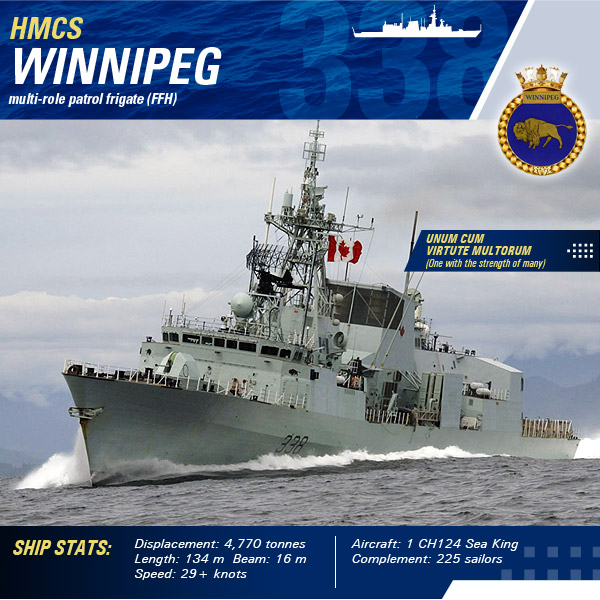 HMCS
WINNIPEG
multi-role patrol frigate (FFH)
338
WINNIPEG
UNUM CUM
VIRTUTE MULTORUM
(One with the strength of many)
338
SHIP STATS:
Displacement: 4,770 tonnes
Length: 134 m Beam: 16 m
Speed: 29+ knots
Aircraft: 1 CH124 Sea King
Complement: 225 sailors